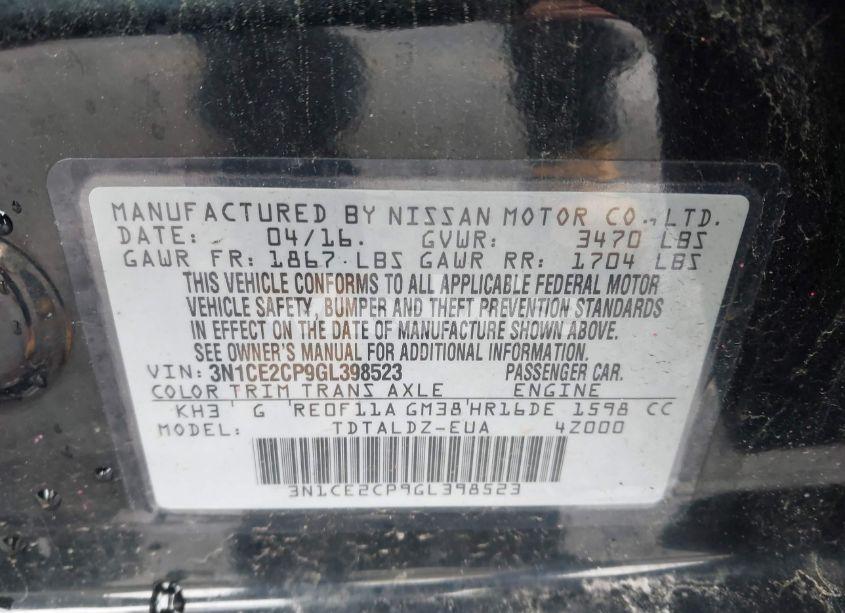 MANUFACTURED BY NISSAN MOTOR CO., LTD.
DATE: 04/16. GVWR: 3470 LBS
GAWR FR: 1867 LBS GAWR RR: 1704 LBS
THIS VEHICLE CONFORMS TO ALL APPLICABLE FEDERAL MOTOR
VEHICLE SAFETY, BUMPER AND THEFT PREVENTION STANDARDS
IN EFFECT ON THE DATE OF MANUFACTURE SHOWN ABOVE.
SEE OWNER'S MANUAL FOR ADDITIONAL INFORMATION.
VIN: 3N1CE2CP9GL398523 PASSENGER CAR.
COLOR TRIM TRANS AXLE ENGINE
KH3 G RE0F11A GM38 HR16DE 1598 CC
MODEL: TDTALDZ-EUA 4Z000
3N1CE2CP9GL398523